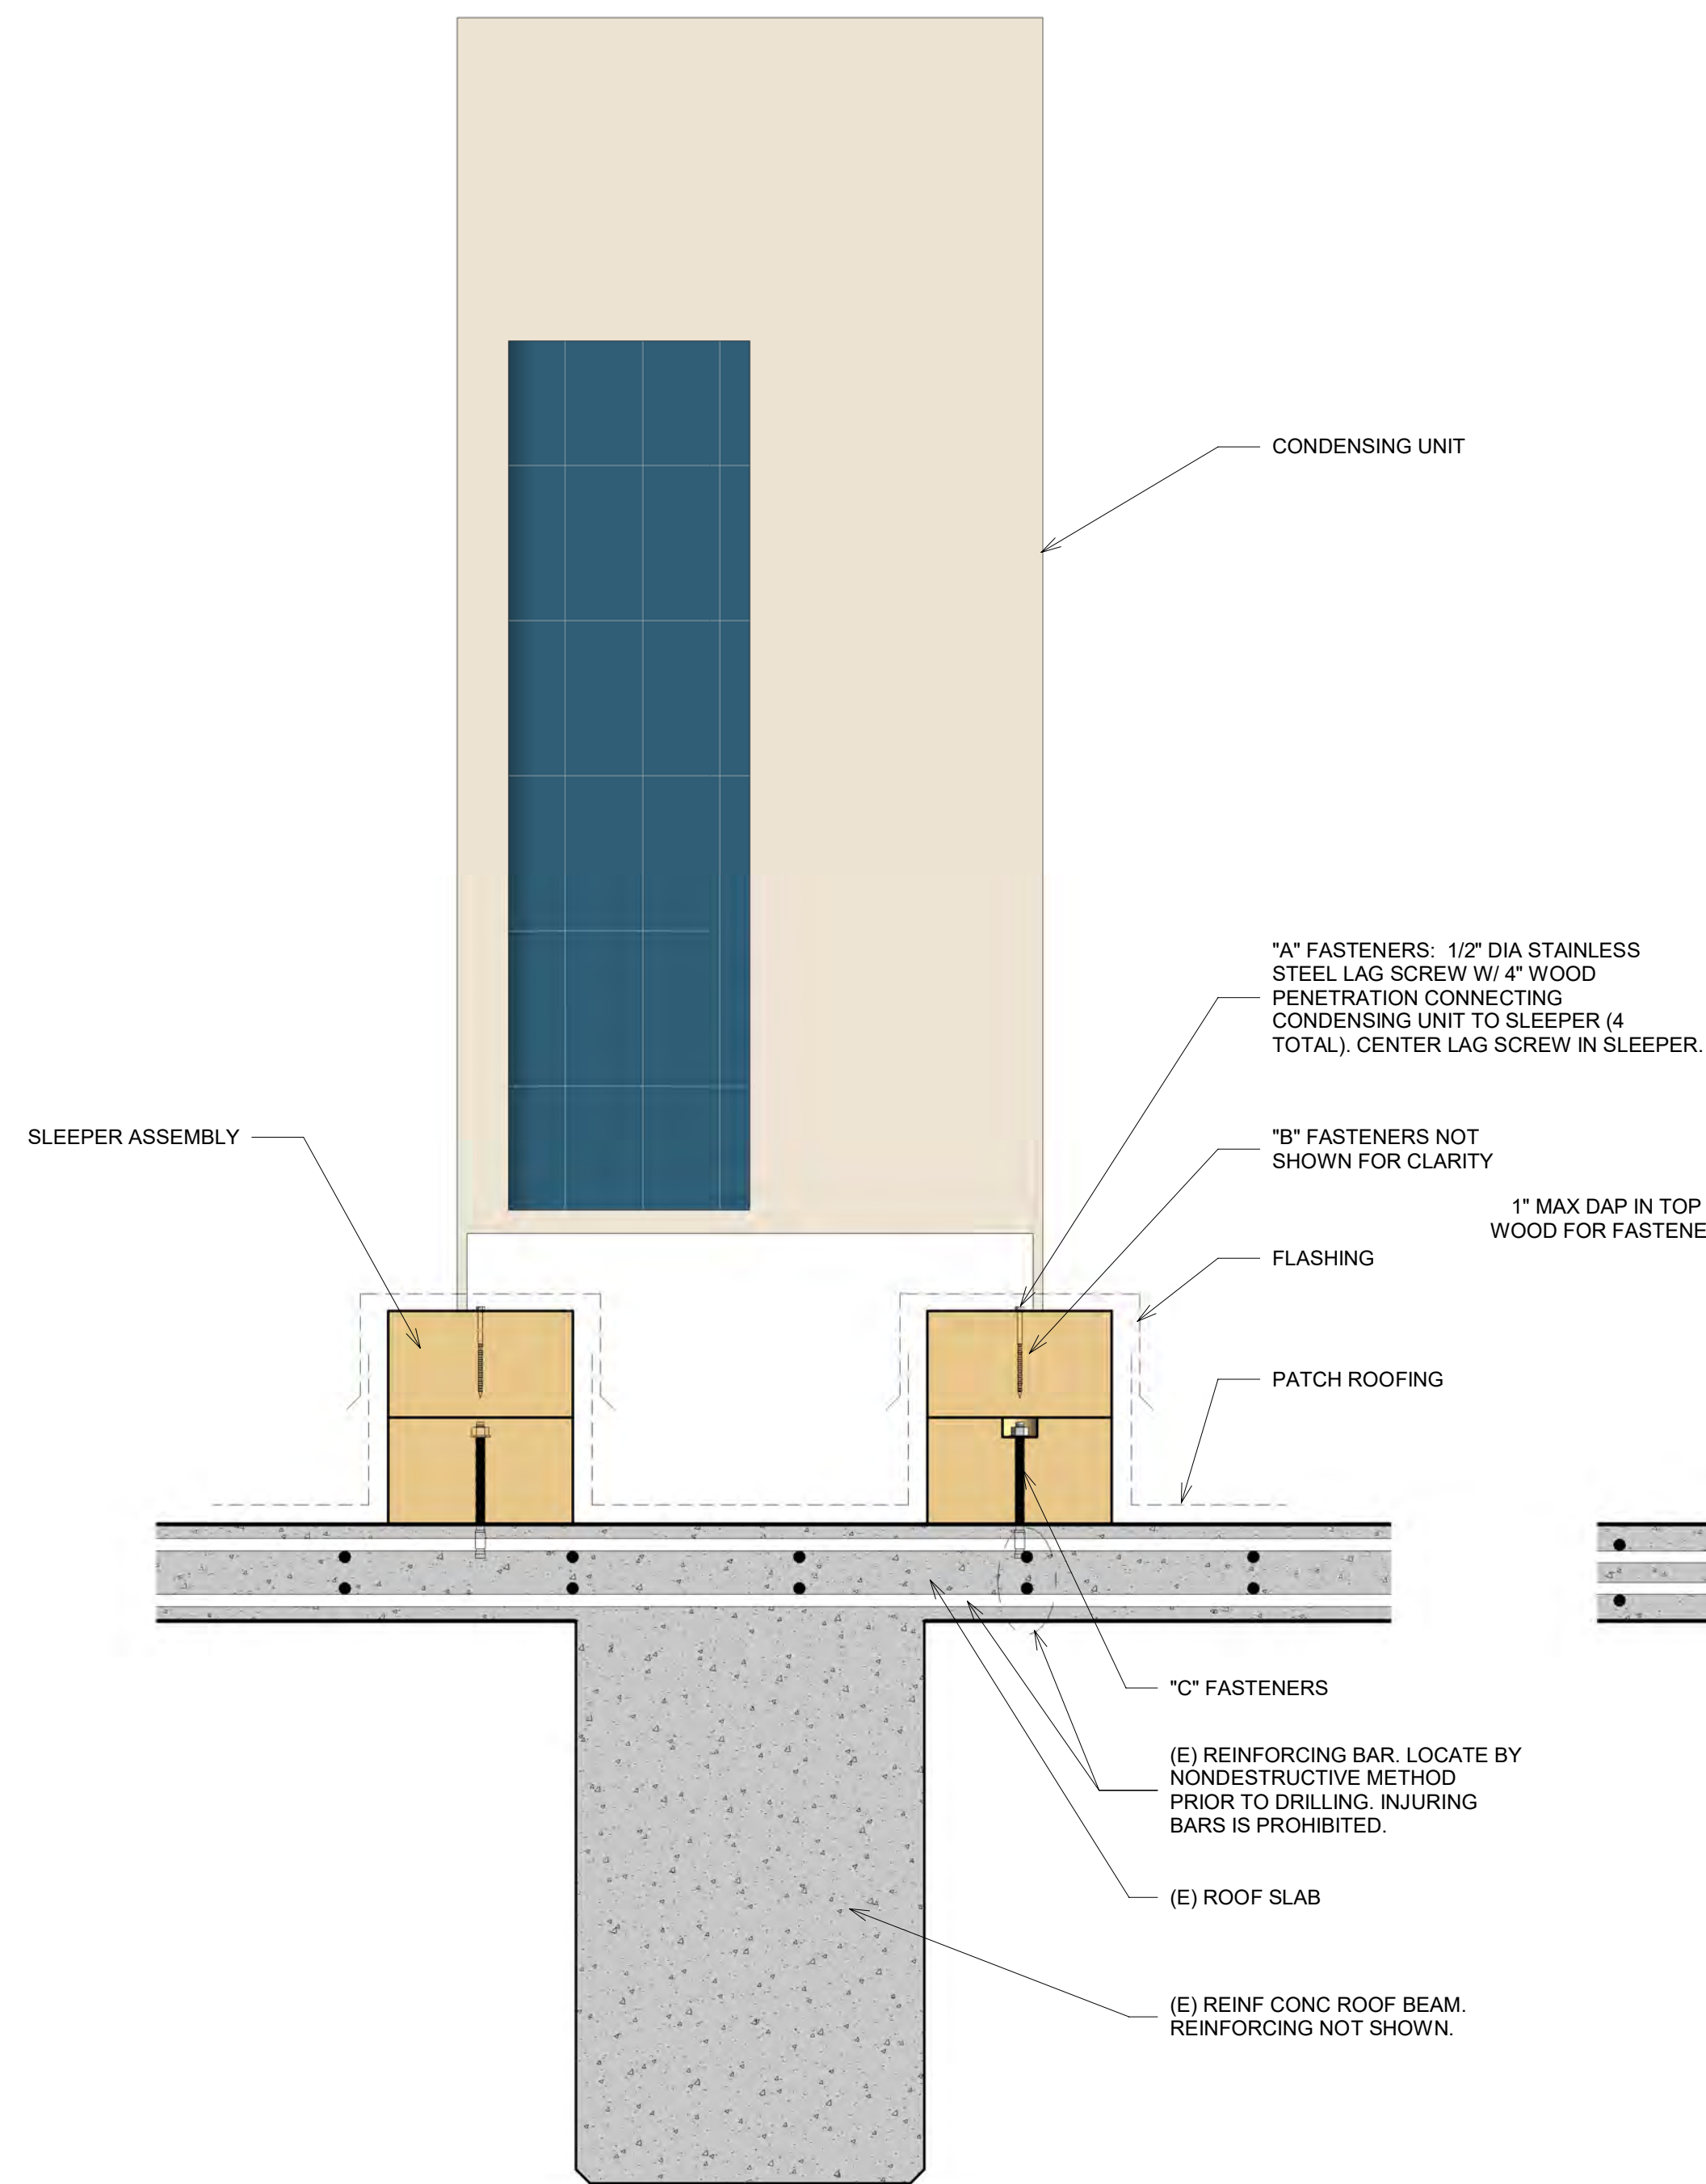 CONDENSING UNIT
"A" FASTENERS: 1/2" DIA STAINLESS
STEEL LAG SCREW W/ 4" WOOD
PENETRATION CONNECTING
CONDENSING UNIT TO SLEEPER (4
TOTAL). CENTER LAG SCREW IN SLEEPER.
SLEEPER ASSEMBLY
"B" FASTENERS NOT
SHOWN FOR CLARITY
1" MAX DAP IN TOP
WOOD FOR FASTENE
FLASHING
PATCH ROOFING
"C" FASTENERS
(E) REINFORCING BAR. LOCATE BY
NONDESTRUCTIVE METHOD
PRIOR TO DRILLING. INJURING
BARS IS PROHIBITED.
(E) ROOF SLAB
(E) REINF CONC ROOF BEAM.
REINFORCING NOT SHOWN.